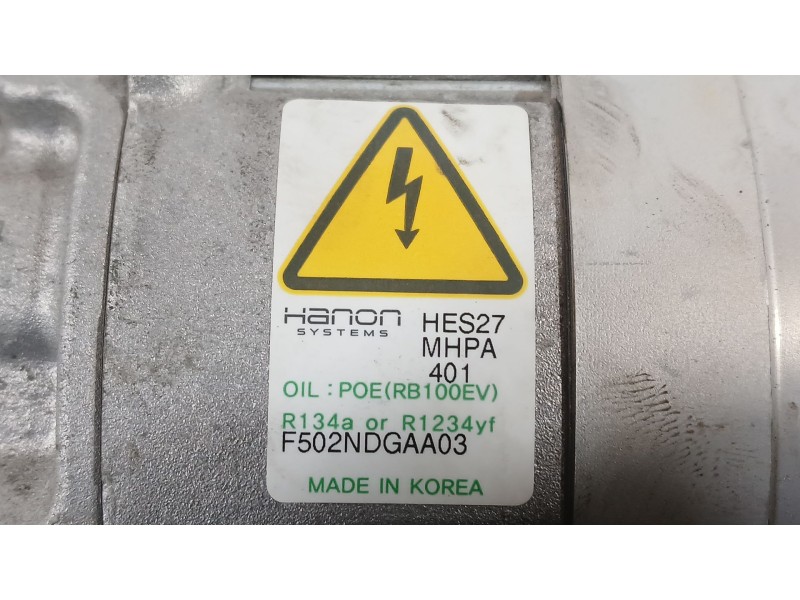 Hanon
SYSTEMS
HES27
MHPA
401
OIL : POE(RB100EV)
R134a or R1234yf
F502NDGAA03
MADE IN KOREA